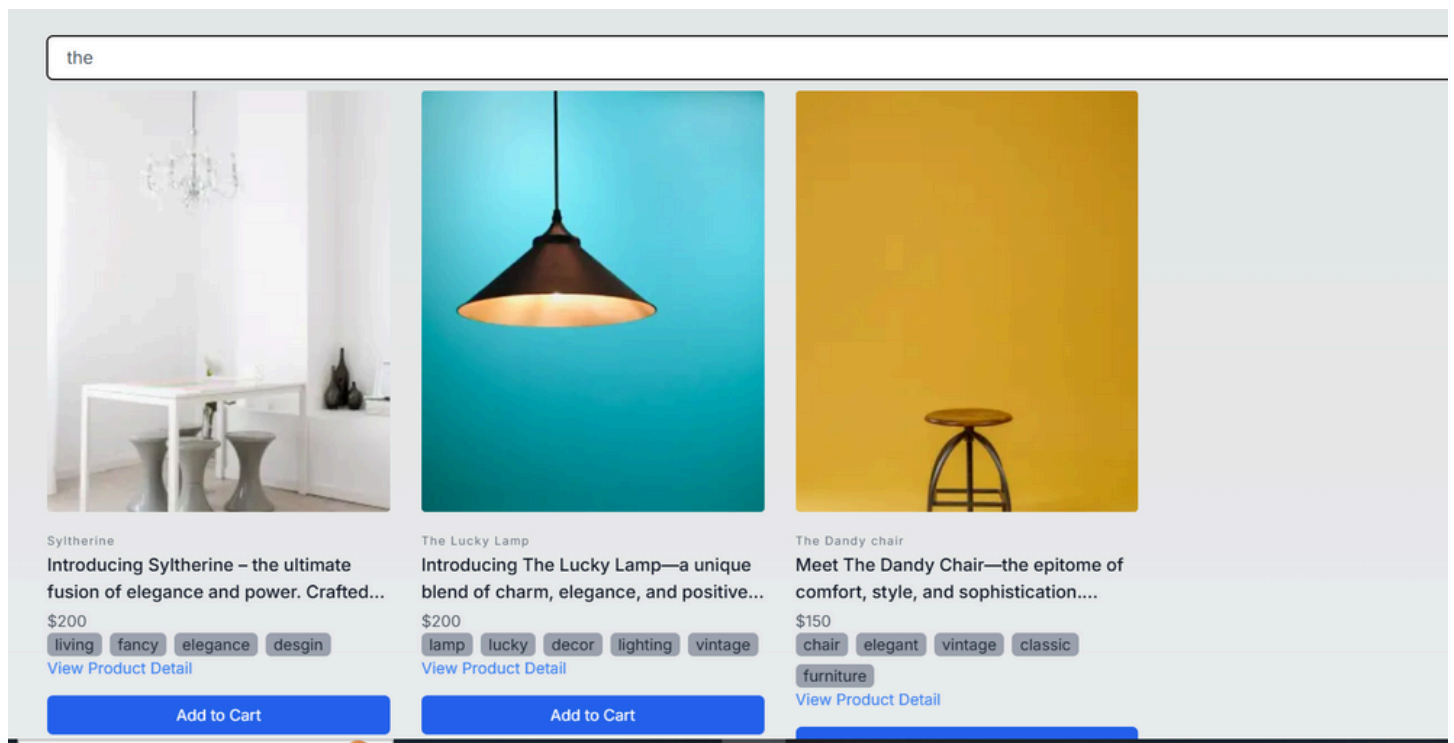 the
Syltherine
Introducing Syltherine – the ultimate
fusion of elegance and power. Crafted...
$200
living fancy elegance desgin
View Product Detail
Add to Cart
The Lucky Lamp
Introducing The Lucky Lamp—a unique
blend of charm, elegance, and positive...
$200
lamp lucky decor lighting vintage
View Product Detail
Add to Cart
The Dandy chair
Meet The Dandy Chair—the epitome of
comfort, style, and sophistication....
$150
chair elegant vintage classic
furniture
View Product Detail